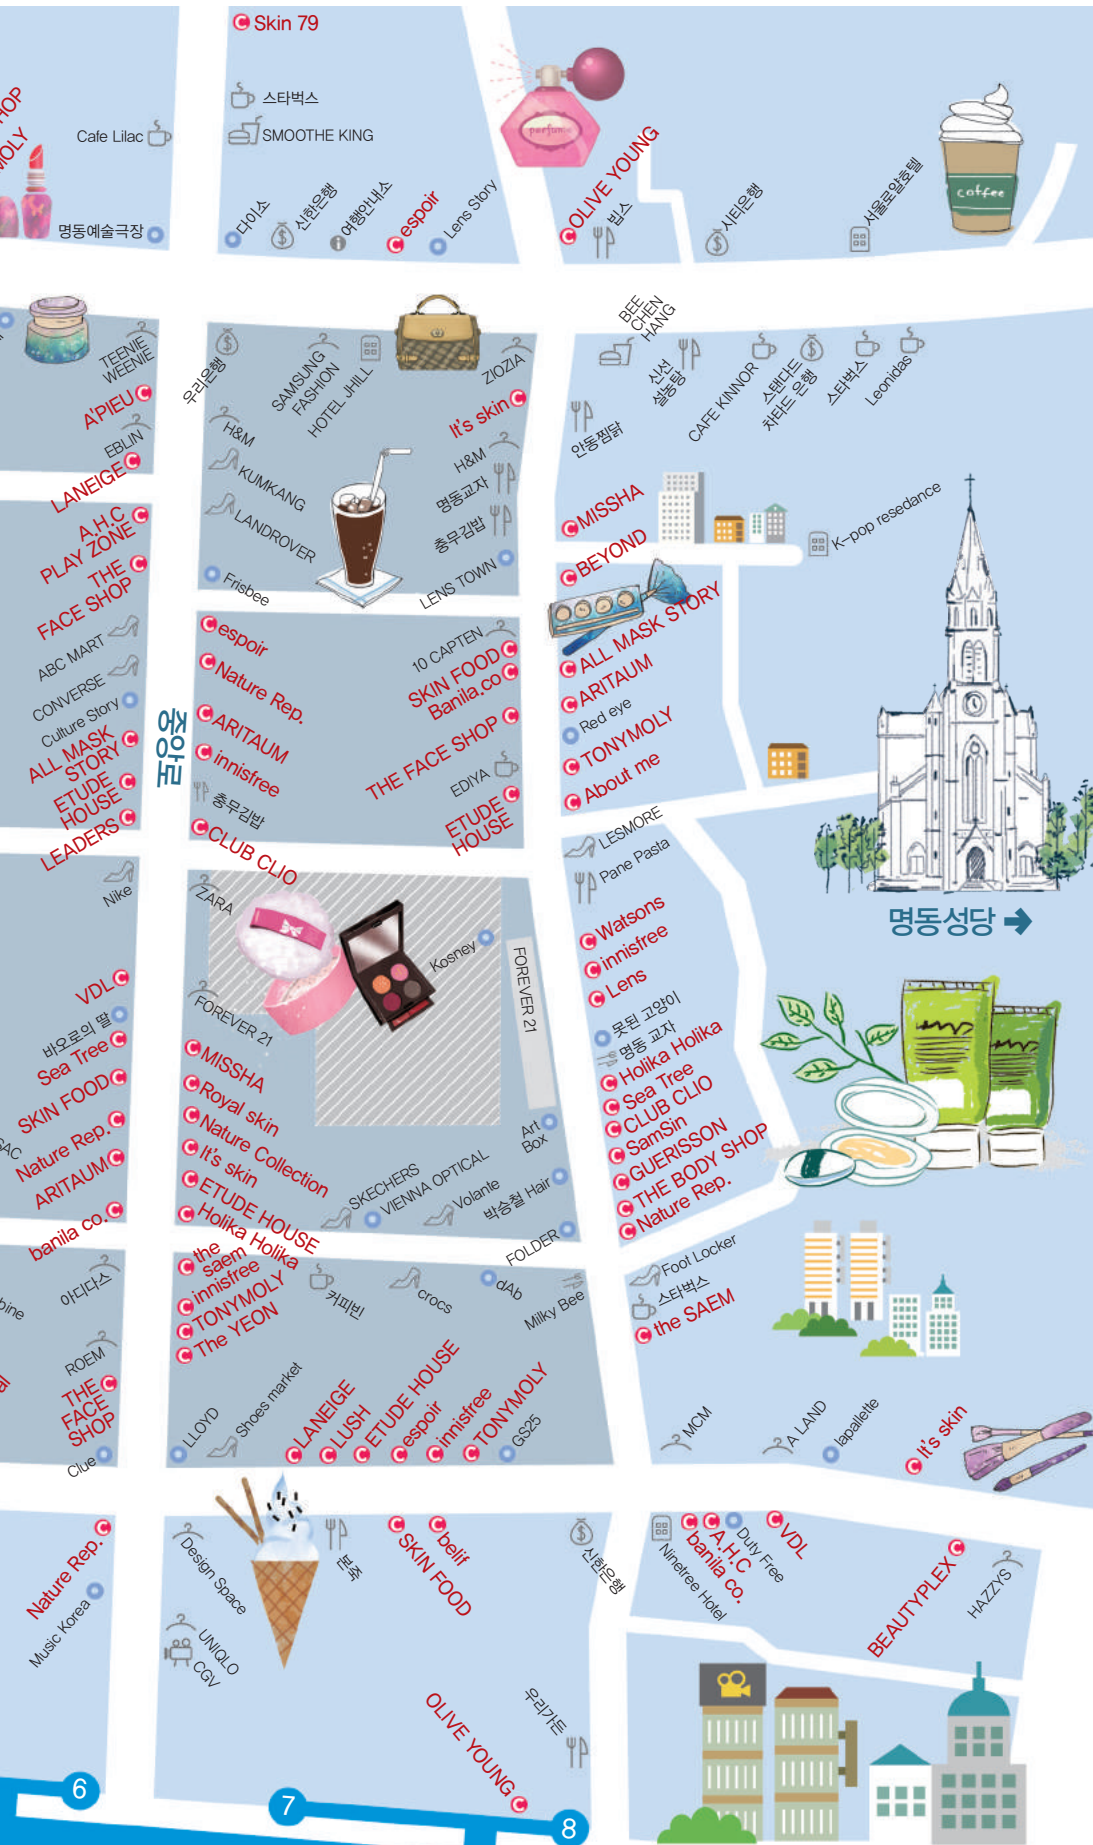 Skin 79
HOP
MOLY
스타벅스
Cafe Lilac
SMOOTHE KING
perfume
coffee
명동예술극장
다이소
신한은행
여행안내소
espoir
Lens Story
OLIVE YOUNG
빕스
시티은행
서울로얄호텔
TEENIE
WEENIE
A'PIEU
EBLIN
LANEIGE
우리은행
SAMSUNG
FASHION
HOTEL JHILL
ZIOZIA
It's skin
H&M
KUMKANG
LANDROVER
Frisbee
H&M
명동교자
충무김밥
LENS TOWN
BEE
CHEN
HANG
신선
설농탕
CAFE KINNOR
스탠다드
차타드 은행
스타벅스
Leonidas
안동찜닭
MISSHA
BEYOND
K-pop resedance
A.H.C
PLAY ZONE
THE
FACE SHOP
ABC MART
CONVERSE
Culture Story
ALL MASK
STORY
ETUDE
HOUSE
LEADERS
중앙로
espoir
Nature Rep.
ARITAUM
innisfree
충무김밥
CLUB CLIO
10 CAPTEN
SKIN FOOD
Banila.co
THE FACE SHOP
EDIYA
ETUDE
HOUSE
ALL MASK STORY
ARITAUM
Red eye
TONYMOLY
About me
명동성당
Nike
VDL
바오로의 딸
Sea Tree
SKIN FOOD
SAC
Nature Rep.
ARITAUM
banila co.
ZARA
Kosney
FOREVER 21
FOREVER 21
MISSHA
Royal skin
Nature Collection
It's skin
ETUDE HOUSE
Holika Holika
SKECHERS
VIENNA OPTICAL
Volante
Art
Box
박승철 Hair
FOLDER
LESMORE
Pane Pasta
Watsons
innisfree
Lens
못된 고양이
명동 교자
Holika Holika
Sea Tree
CLUB CLIO
SamSin
GUERISSON
THE BODY SHOP
Nature Rep.
bine
아디다스
ROEM
al
THE
FACE
SHOP
Clue
the
saem
innisfree
TONYMOLY
The YEON
커피빈
crocs
dAb
Milky Bee
LLOYD
Shoes market
LANEIGE
LUSH
ETUDE HOUSE
espoir
innisfree
TONYMOLY
GS25
Foot Locker
스타벅스
the SAEM
MCM
A LAND
lapallette
It's skin
Nature Rep.
Music Korea
Design Space
UNIQLO
CGV
본죽
SKIN FOOD
belif
신한은행
OLIVE YOUNG
우리가든
Ninetree Hotel
banila co.
A.H.C
Duty Free
VDL
BEAUTYPLEX
HAZZYS
6
7
8